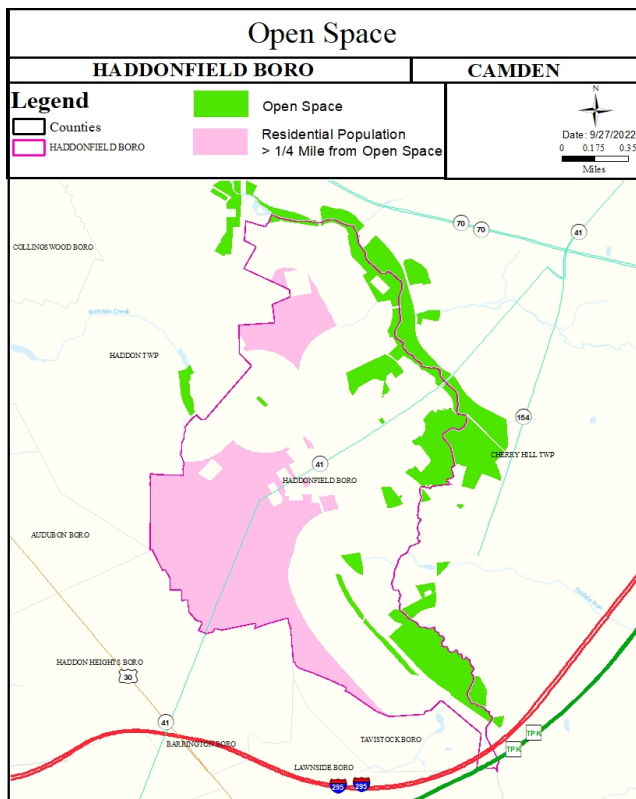 Open Space
HADDONFIELD BORO
CAMDEN
Legend
Counties
HADDONFIELD BORO
Open Space
Residential Population
> 1/4 Mile from Open Space
N
Date: 9/27/2022
0 0.175 0.35
Miles
70 70
41
COLLINGSWOOD BORO
HADDON TWP
154
41
CHERRY HILL TWP
HADDONFIELD BORO
AUDUBON BORO
HADDON HEIGHTS BORO
30
41
TAVISTOCK BORO
BARRINGTON BORO
TPK
TPK
LAWNSIDE BORO
295 295